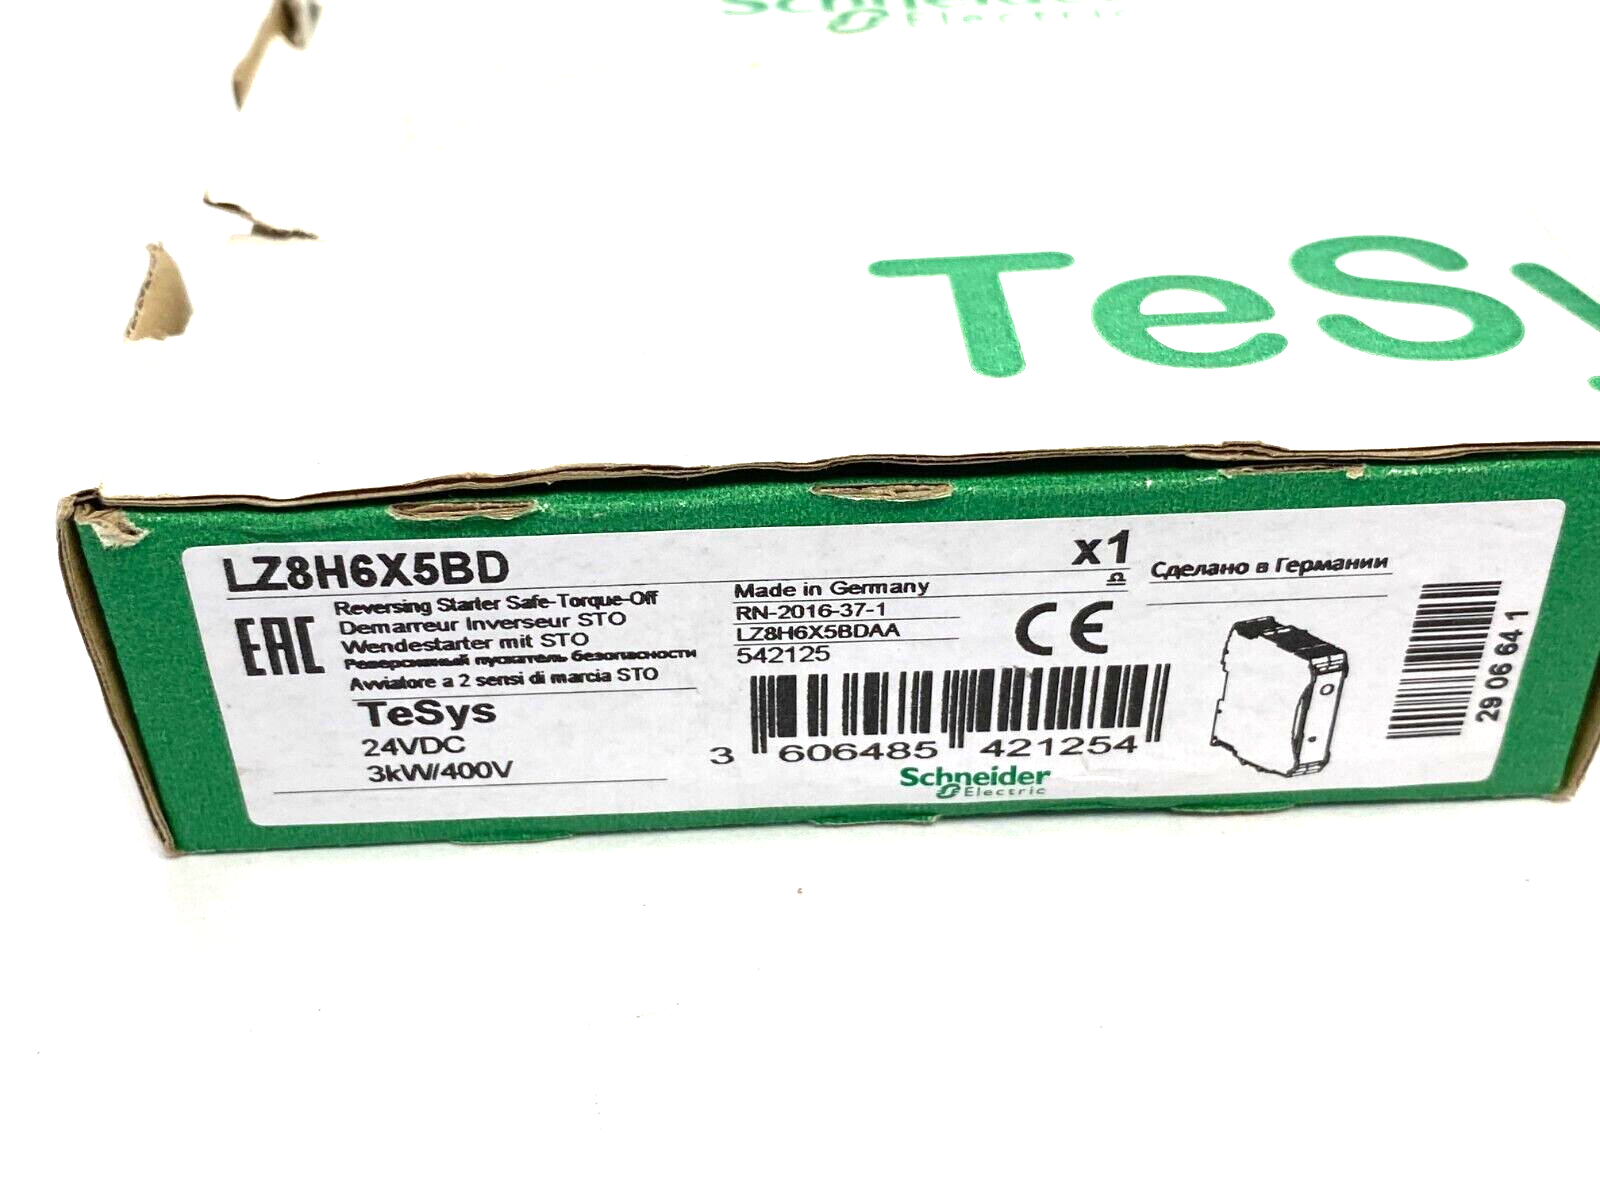 Schneider
Electric
TeSy
LZ8H6X5BD
x1
EAC
Reversing Starter Safe-Torque-Off
Demarreur Inverseur STO
Wendestarter mit STO
Реверсивный пускатель безопасности
Avviatore a 2 sensi di marcia STO
TeSys
24VDC
3kW/400V
Made in Germany
RN-2016-37-1
LZ8H6X5BDAA
542125
CE
3 606485 421254
Schneider
Electric
Сделано в Германии
29 06 64 1